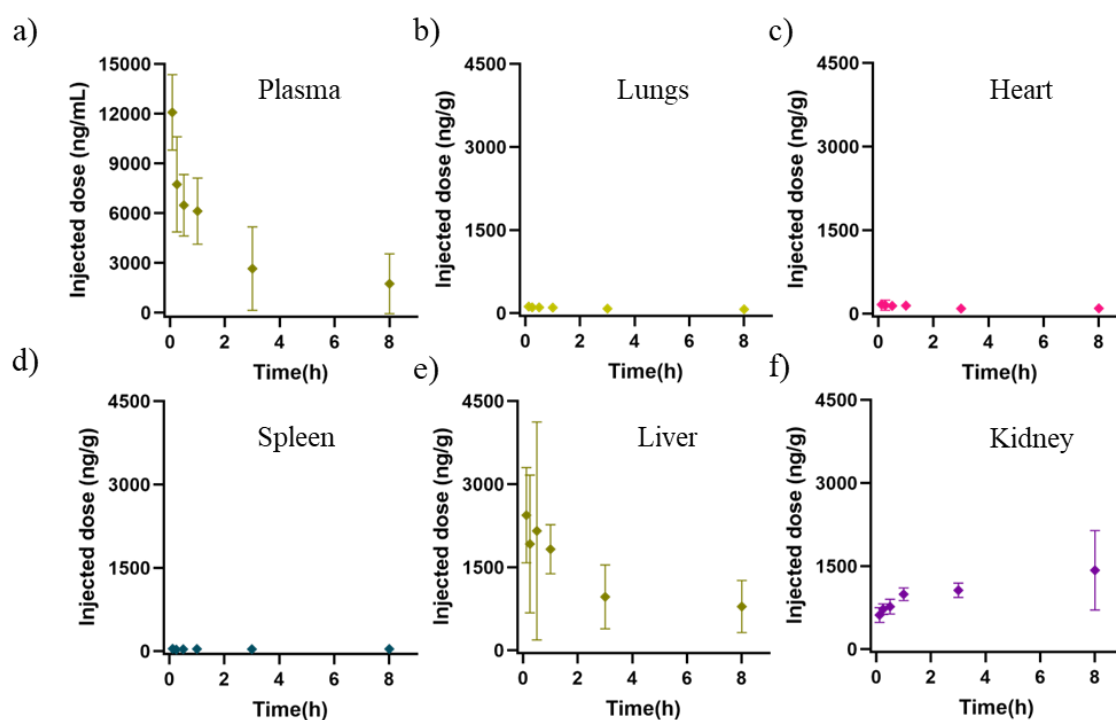 a)
Plasma
Injected dose (ng/mL)
15000
12000
9000
6000
3000
0
0 2 4 6 8
Time(h)
b)
Lungs
Injected dose (ng/g)
4500
3000
1500
0
0 2 4 6 8
Time(h)
c)
Heart
Injected dose (ng/g)
4500
3000
1500
0
0 2 4 6 8
Time(h)
d)
Spleen
Injected dose (ng/g)
4500
3000
1500
0
0 2 4 6 8
Time(h)
e)
Liver
Injected dose (ng/g)
4500
3000
1500
0
0 2 4 6 8
Time(h)
f)
Kidney
Injected dose (ng/g)
4500
3000
1500
0
0 2 4 6 8
Time(h)